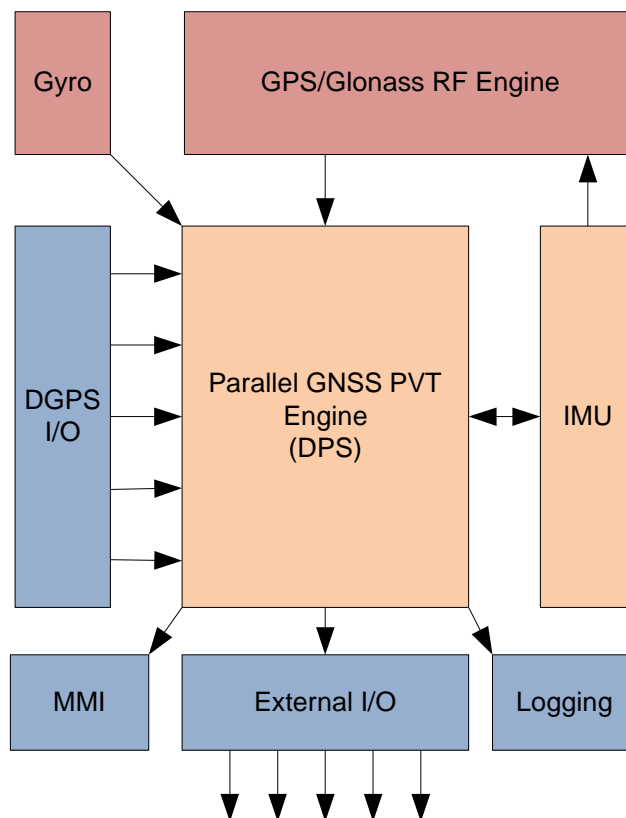 Gyro
GPS/Glonass RF Engine
DGPS
I/O
Parallel GNSS PVT
Engine
(DPS)
IMU
MMI
External I/O
Logging